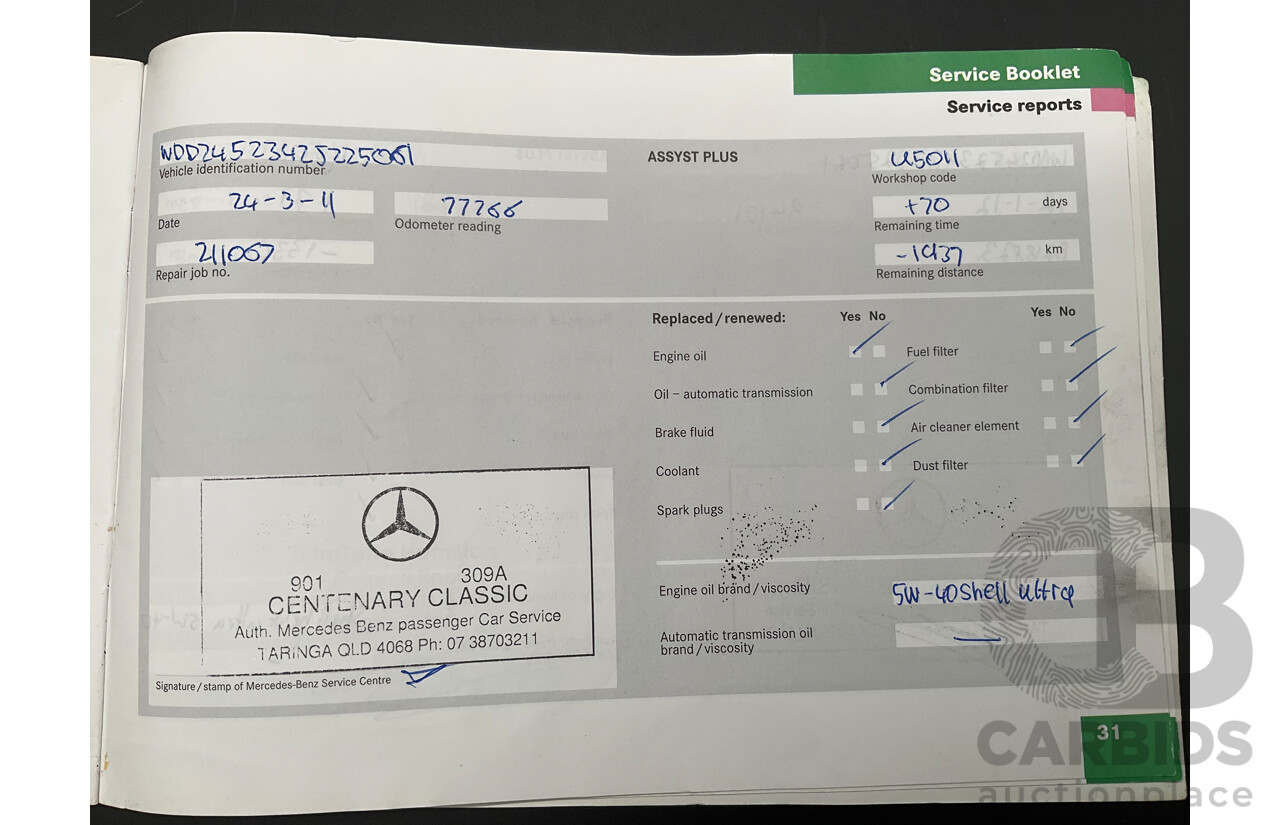 Service Booklet
Service reports
WDD2452342J225061
Vehicle identification number
ASSYST PLUS
U5011
Workshop code
24-3-11
Date
77266
Odometer reading
+70 days
Remaining time
211067
Repair job no.
-1937 km
Remaining distance
Replaced/renewed: Yes No Yes No
Engine oil Fuel filter
Oil – automatic transmission Combination filter
Brake fluid Air cleaner element
Coolant Dust filter
Spark plugs
901 309A
CENTENARY CLASSIC
Auth. Mercedes Benz passenger Car Service
TARINGA QLD 4068 Ph: 07 38703211
Signature/stamp of Mercedes-Benz Service Centre
Engine oil brand/viscosity 5W-40 Shell ultra
Automatic transmission oil
brand/viscosity —
31
CARBIDS
auctionplace